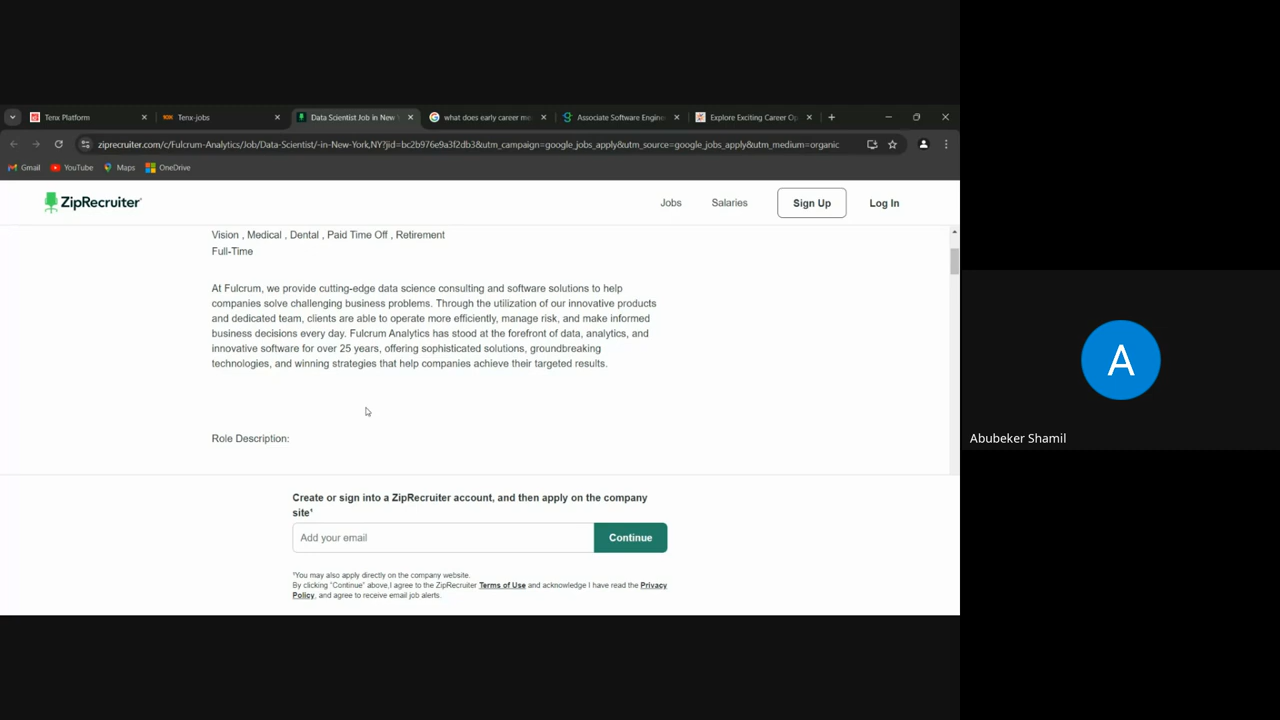 Tenx Platform
Tenx-jobs
Data Scientist Job in New Y
what does early career me
Associate Software Engine
Explore Exciting Career Op
ziprecruiter.com/c/Fulcrum-Analytics/Job/Data-Scientist/-in-New-York,NY?jid=bc2b976e9a3f2db3&utm_campaign=google_jobs_apply&utm_source=google_jobs_apply&utm_medium=organic
Gmail YouTube Maps OneDrive
ZipRecruiter Jobs Salaries Sign Up Log In
Vision , Medical , Dental , Paid Time Off , Retirement
Full-Time
At Fulcrum, we provide cutting-edge data science consulting and software solutions to help
companies solve challenging business problems. Through the utilization of our innovative products
and dedicated team, clients are able to operate more efficiently, manage risk, and make informed
business decisions every day. Fulcrum Analytics has stood at the forefront of data, analytics, and
innovative software for over 25 years, offering sophisticated solutions, groundbreaking
technologies, and winning strategies that help companies achieve their targeted results.
A
Abubeker Shamil
Role Description:
Create or sign into a ZipRecruiter account, and then apply on the company
site¹
Add your email Continue
¹You may also apply directly on the company website.
By clicking "Continue" above,I agree to the ZipRecruiter Terms of Use and acknowledge I have read the Privacy
Policy, and agree to receive email job alerts.